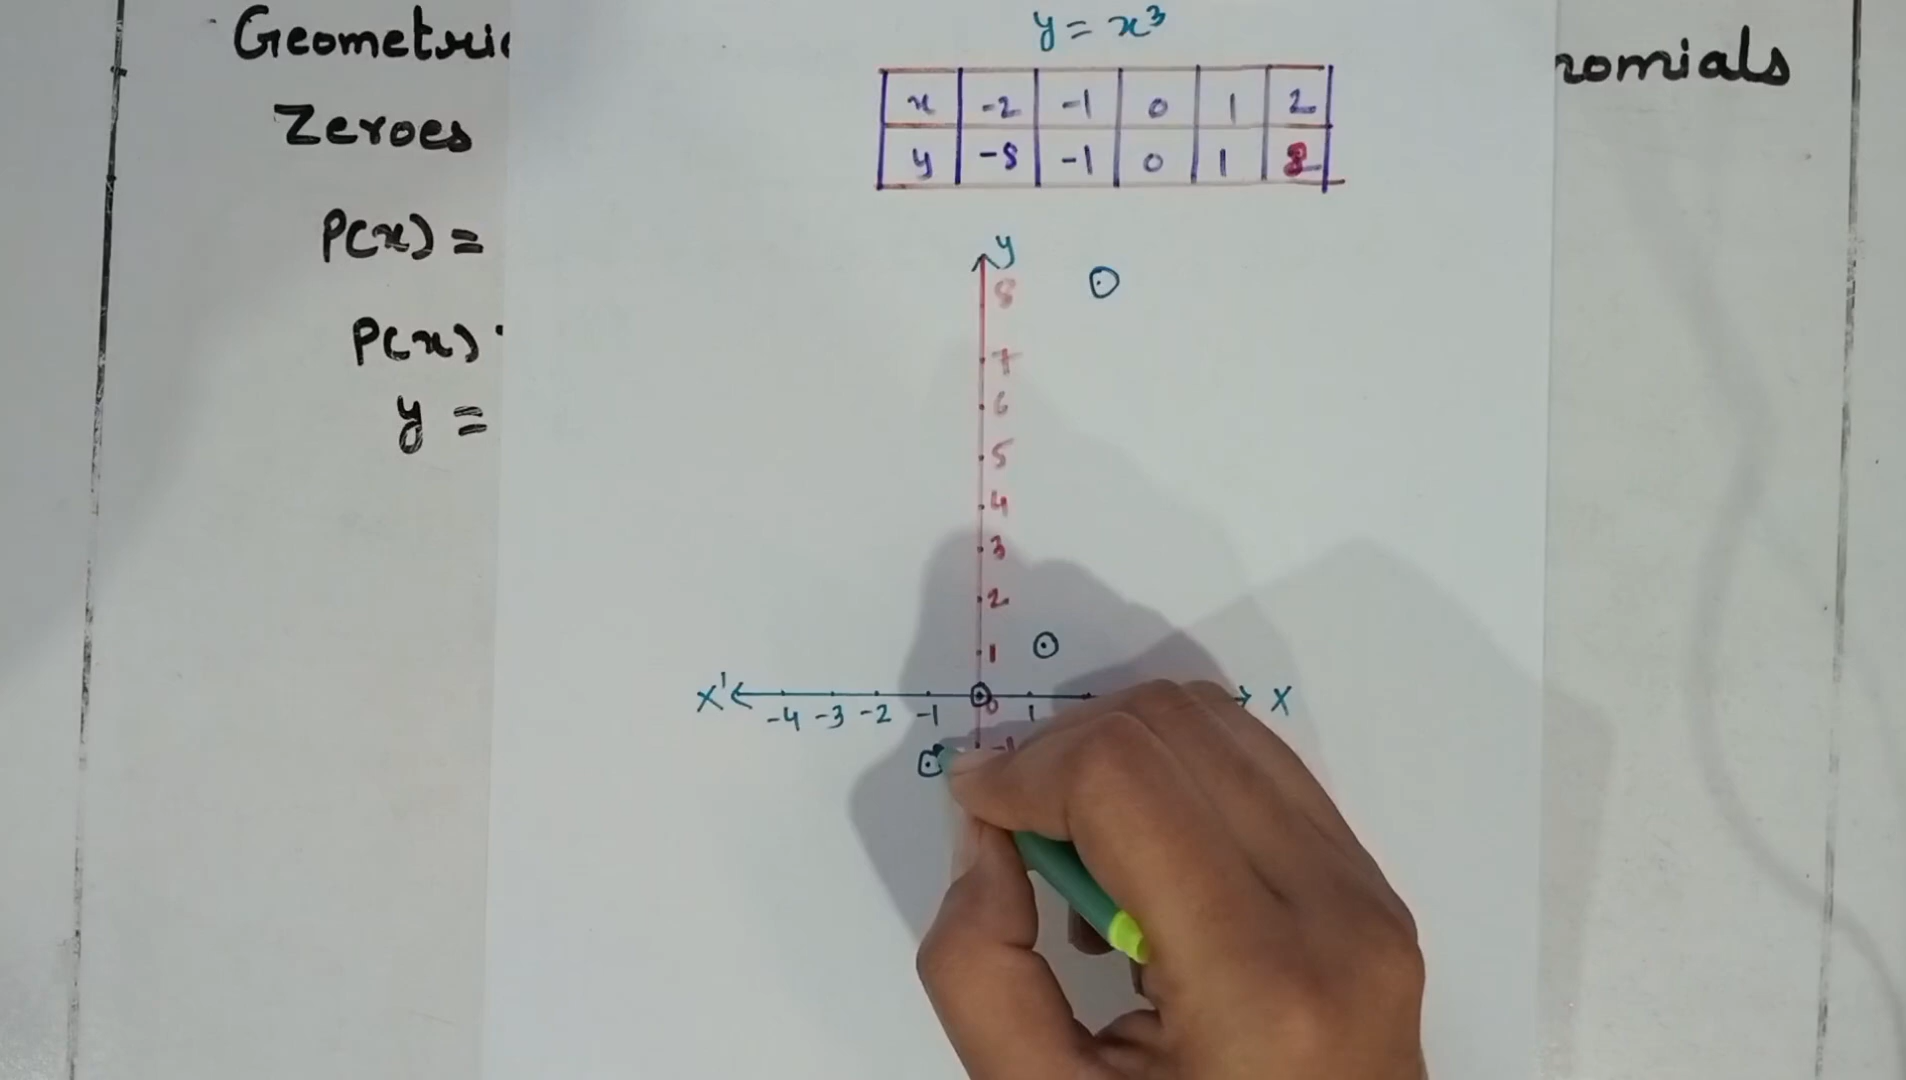 Geometric
Zeroes
P(x) =
P(x)
y =
romials
y = x³
x -2 -1 0 1 2
y -8 -1 0 1 8
y
8
7
6
5
4
3
2
1
X' X
-4 -3 -2 -1 0 1
-1